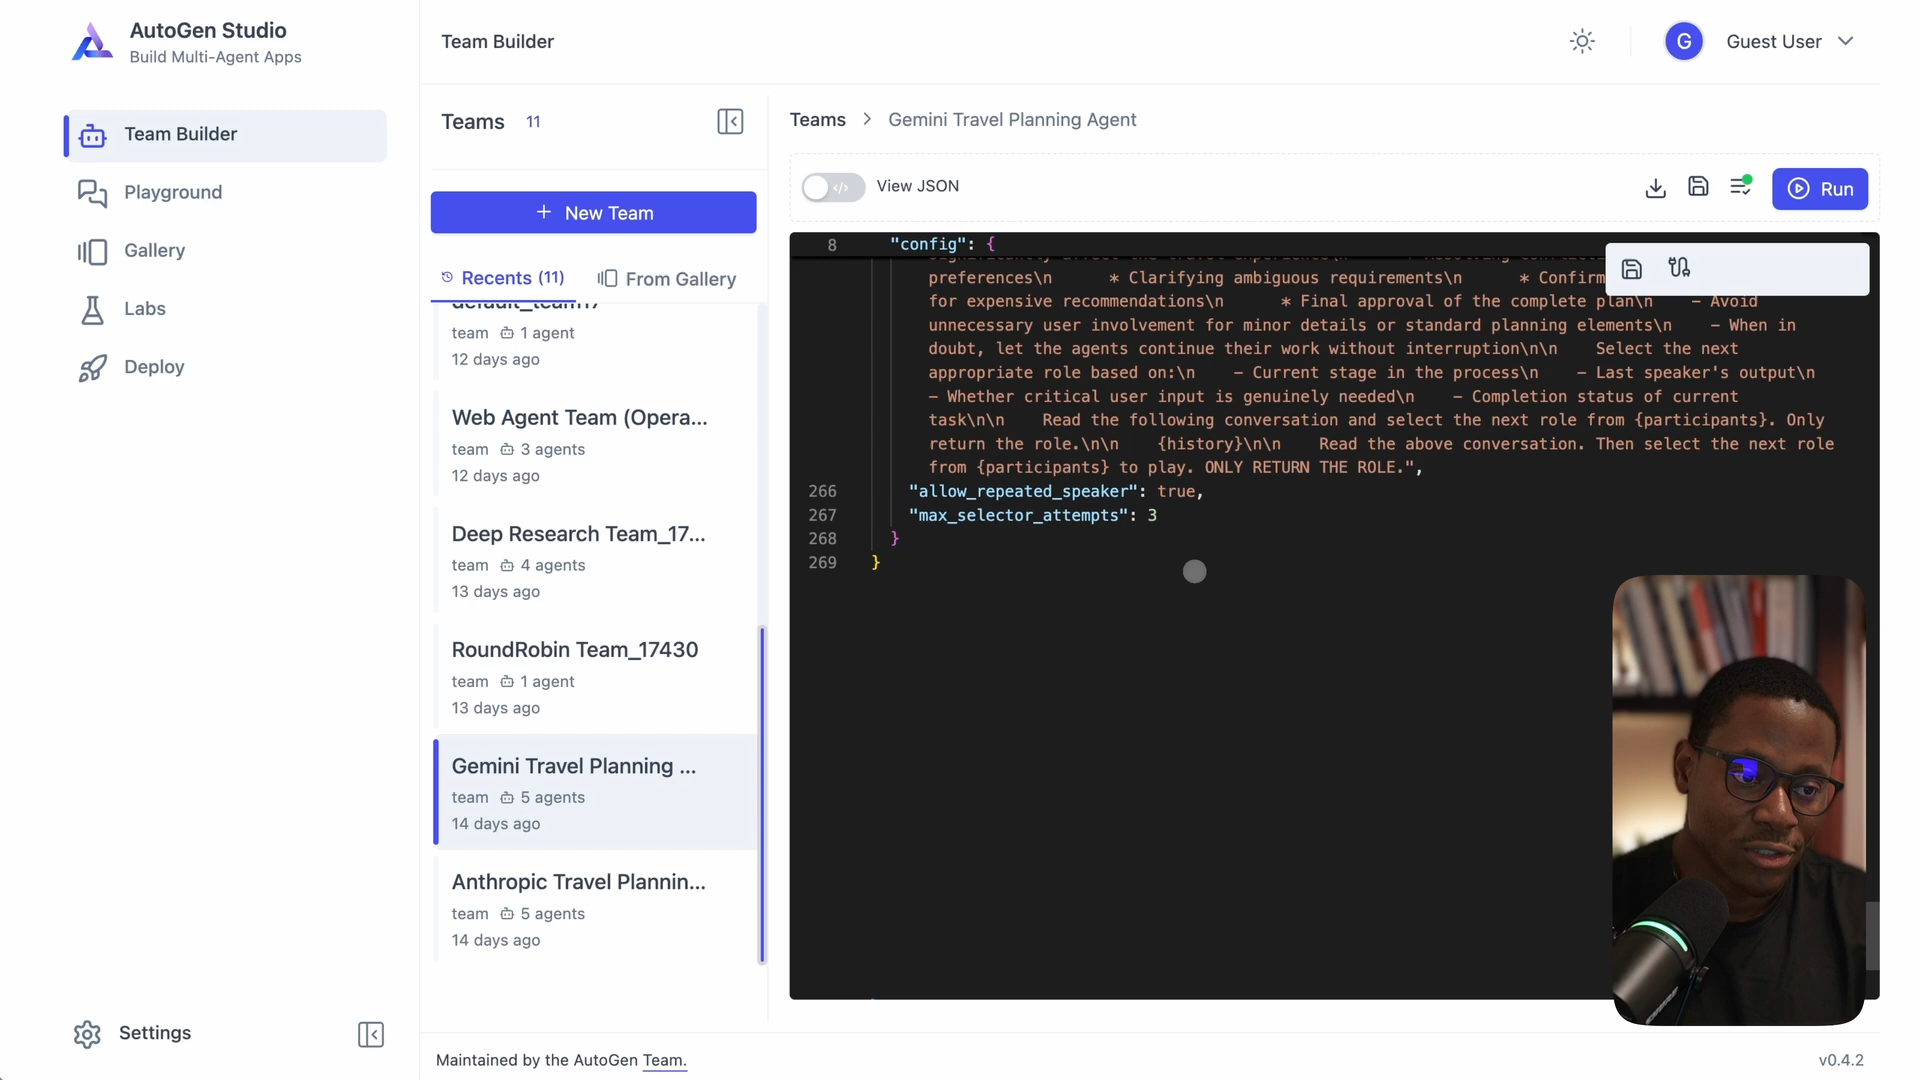 AutoGen Studio
Build Multi-Agent Apps
Team Builder
Playground
Gallery
Labs
Deploy
Settings
Team Builder
G
Guest User
Teams 11
+ New Team
Recents (11)
From Gallery
default_team17
team 1 agent
12 days ago
Web Agent Team (Opera...
team 3 agents
12 days ago
Deep Research Team_17...
team 4 agents
13 days ago
RoundRobin Team_17430
team 1 agent
13 days ago
Gemini Travel Planning ...
team 5 agents
14 days ago
Anthropic Travel Plannin...
team 5 agents
14 days ago
Teams > Gemini Travel Planning Agent
</> View JSON
Run
8 "config": {
significantly affect the travel experience\n
preferences\n * Clarifying ambiguous requirements\n * Confirm
for expensive recommendations\n * Final approval of the complete plan\n - Avoid
unnecessary user involvement for minor details or standard planning elements\n - When in
doubt, let the agents continue their work without interruption\n\n Select the next
appropriate role based on:\n - Current stage in the process\n - Last speaker's output\n
- Whether critical user input is genuinely needed\n - Completion status of current
task\n\n Read the following conversation and select the next role from {participants}. Only
return the role.\n\n {history}\n\n Read the above conversation. Then select the next role
from {participants} to play. ONLY RETURN THE ROLE.",
266 "allow_repeated_speaker": true,
267 "max_selector_attempts": 3
268 }
269 }
Maintained by the AutoGen Team.
v0.4.2